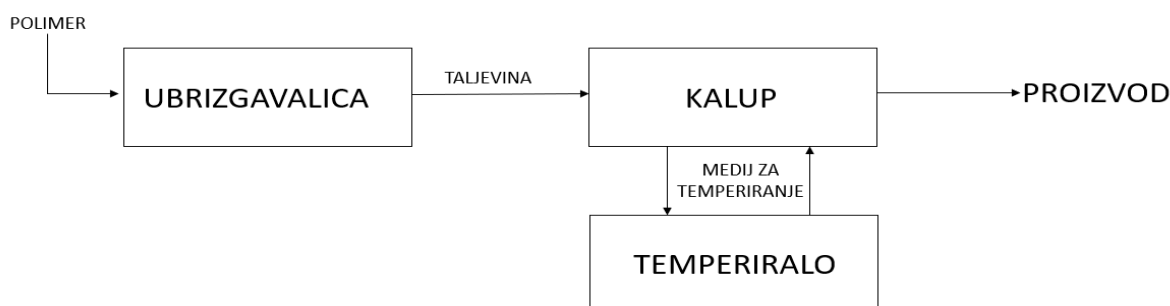 POLIMER
UBRIZGAVALICA
TALJEVINA
KALUP
PROIZVOD
MEDIJ ZA
TEMPERIRANJE
TEMPERIRALO